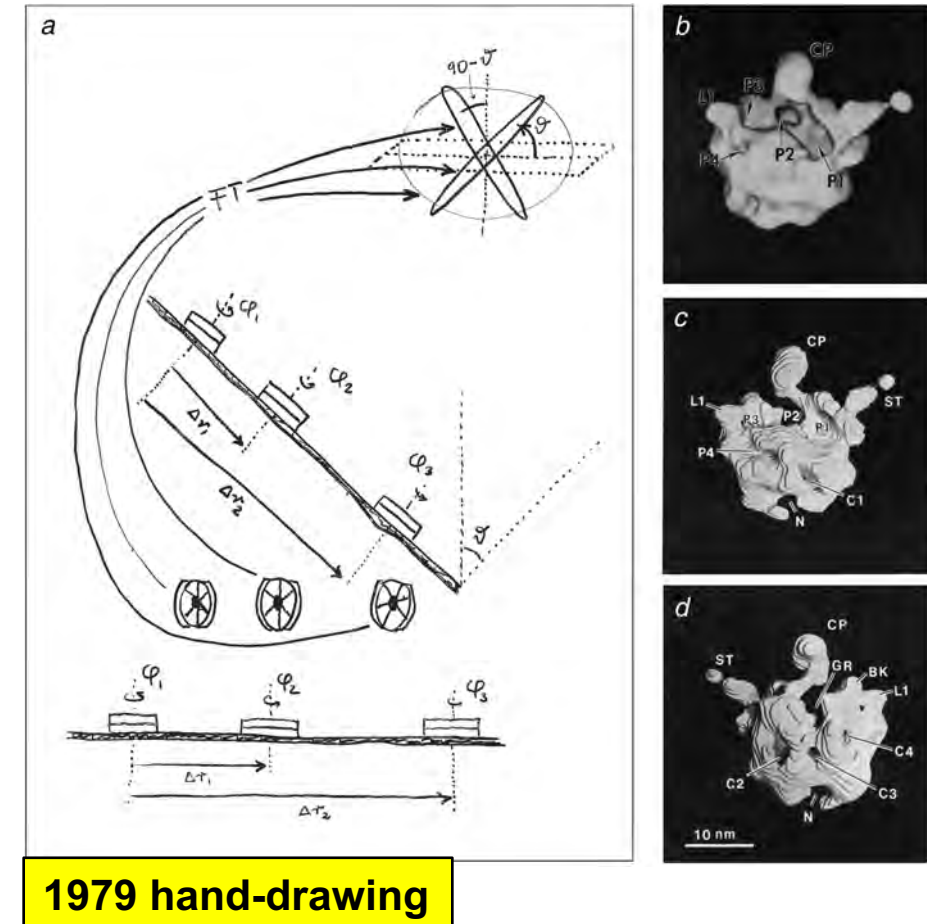 a
90-ϑ
ϑ
FT
φ₁
φ₂
φ₃
Δr₁
Δr₂
ϑ
φ₁
φ₂
φ₃
Δr₁
Δr₂
1979 hand-drawing
b
CP
L1
P3
P4
P2
P1
c
CP
L1
P3
P2
P1
ST
P4
C1
N
d
CP
ST
GR
BK
L1
C4
C2
C3
N
10 nm